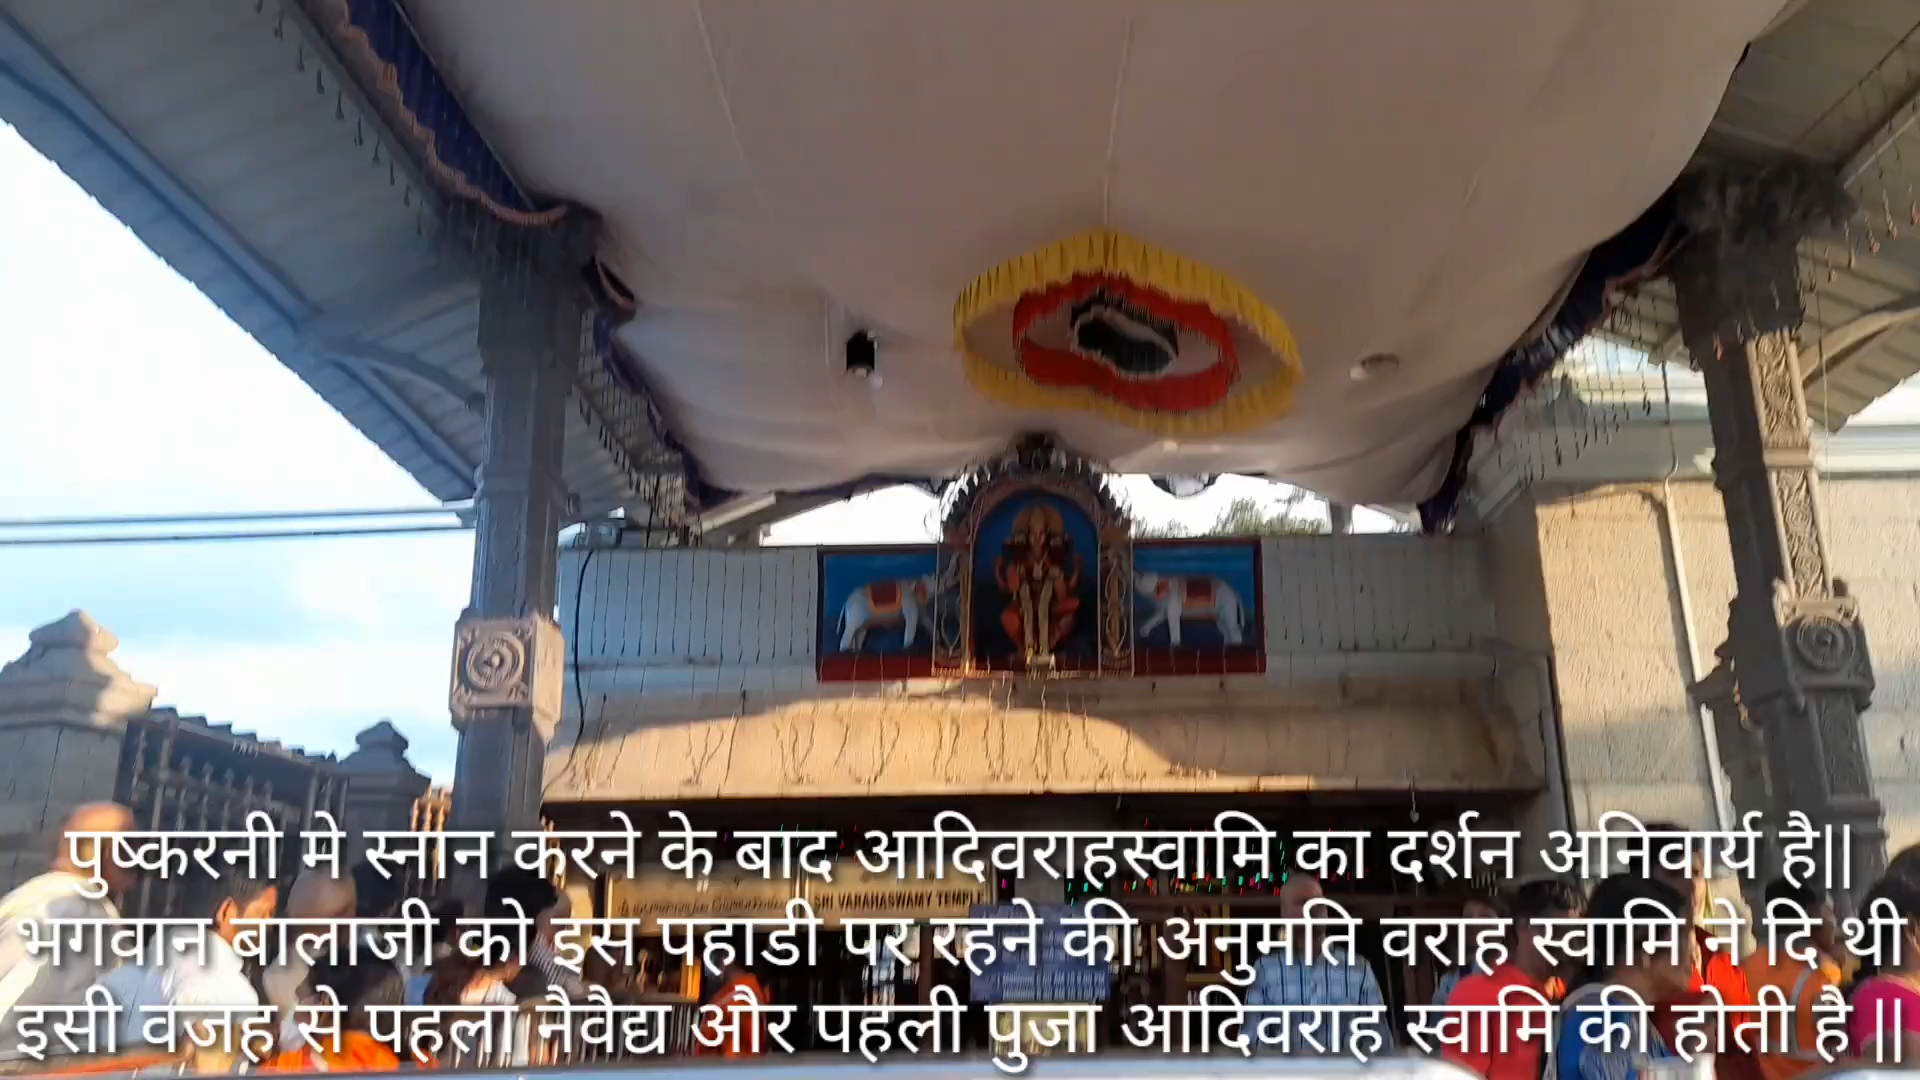 पुष्करनी मे स्नान करने के बाद आदिवराहस्वामि का दर्शन अनिवार्य है||
SRI VARAHASWAMY TEMPLE
भगवान बालाजी को इस पहाडी पर रहने की अनुमति वराह स्वामि ने दि थी
इसी वजह से पहला नैवैद्य और पहली पुजा आदिवराह स्वामि की होती है ||